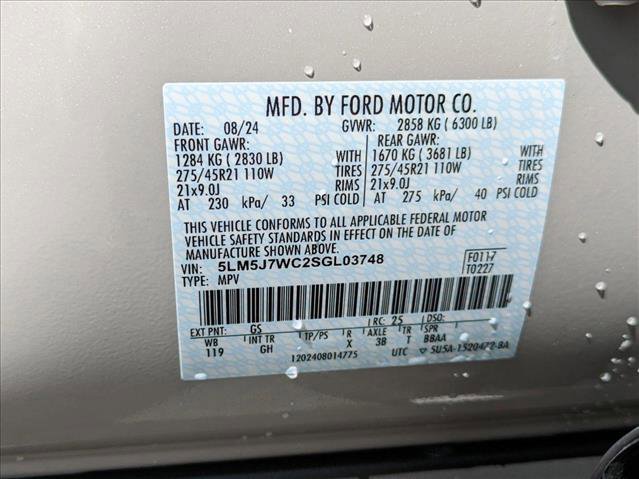 MFD. BY FORD MOTOR CO.
DATE: 08/24 GVWR: 2858 KG ( 6300 LB)
FRONT GAWR: REAR GAWR:
1284 KG ( 2830 LB) WITH 1670 KG ( 3681 LB) WITH
275/45R21 110W TIRES 275/45R21 110W TIRES
21x9.0J RIMS 21x9.0J RIMS
AT 230 kPa/ 33 PSI COLD AT 275 kPa/ 40 PSI COLD
THIS VEHICLE CONFORMS TO ALL APPLICABLE FEDERAL MOTOR
VEHICLE SAFETY STANDARDS IN EFFECT ON THE DATE OF
MANUFACTURE SHOWN ABOVE.
VIN: 5LM5J7WC2SGL03748 F0117
TYPE: MPV T0227
EXT PNT: GS RC: 25 DSO:
WB INT TR TP/PS R AXLE TR SPR
119 GH X 3B T BBAA
1202408014775 UTC ▽ SU5A-1520472-BA